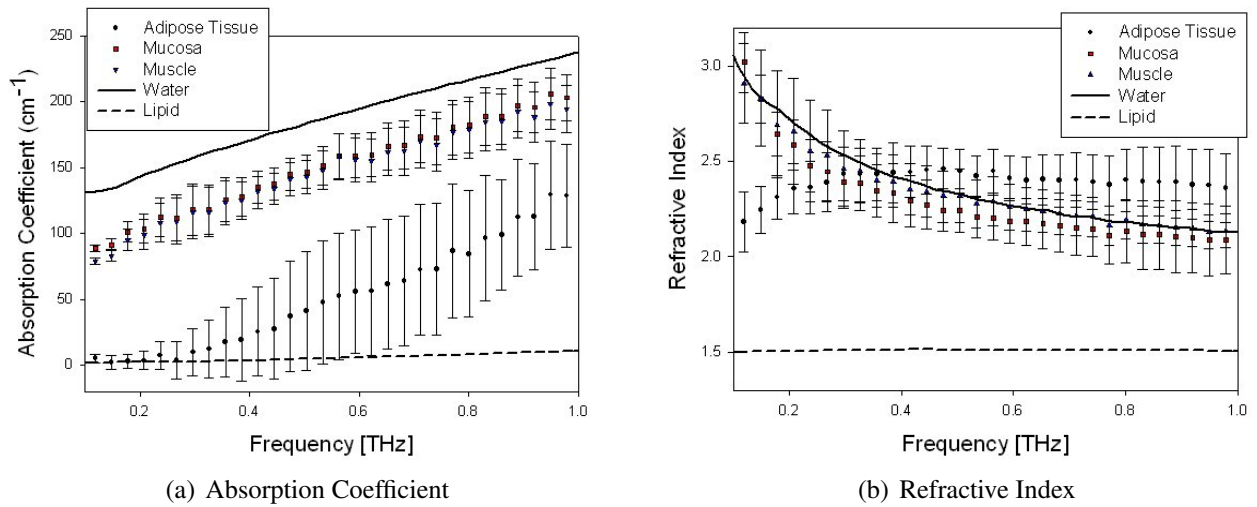 Adipose Tissue
Mucosa
Muscle
Water
Lipid
250
200
150
100
50
0
Absorption Coefficient (cm⁻¹)
0.2
0.4
0.6
0.8
1.0
Frequency [THz]
(a) Absorption Coefficient
Adipose Tissue
Mucosa
Muscle
Water
Lipid
3.0
2.5
2.0
1.5
Refractive Index
0.2
0.4
0.6
0.8
1.0
Frequency [THz]
(b) Refractive Index